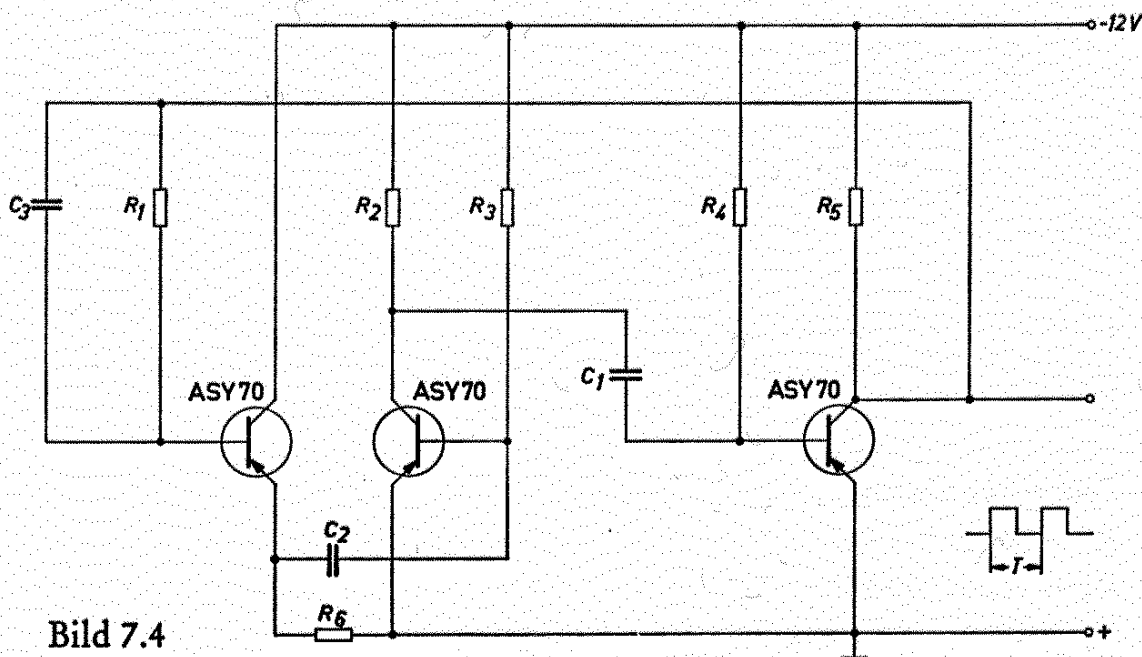 -12V
C3
R1
R2
R3
R4
R5
ASY70
ASY70
C1
ASY70
C2
T
R6
+
Bild 7.4